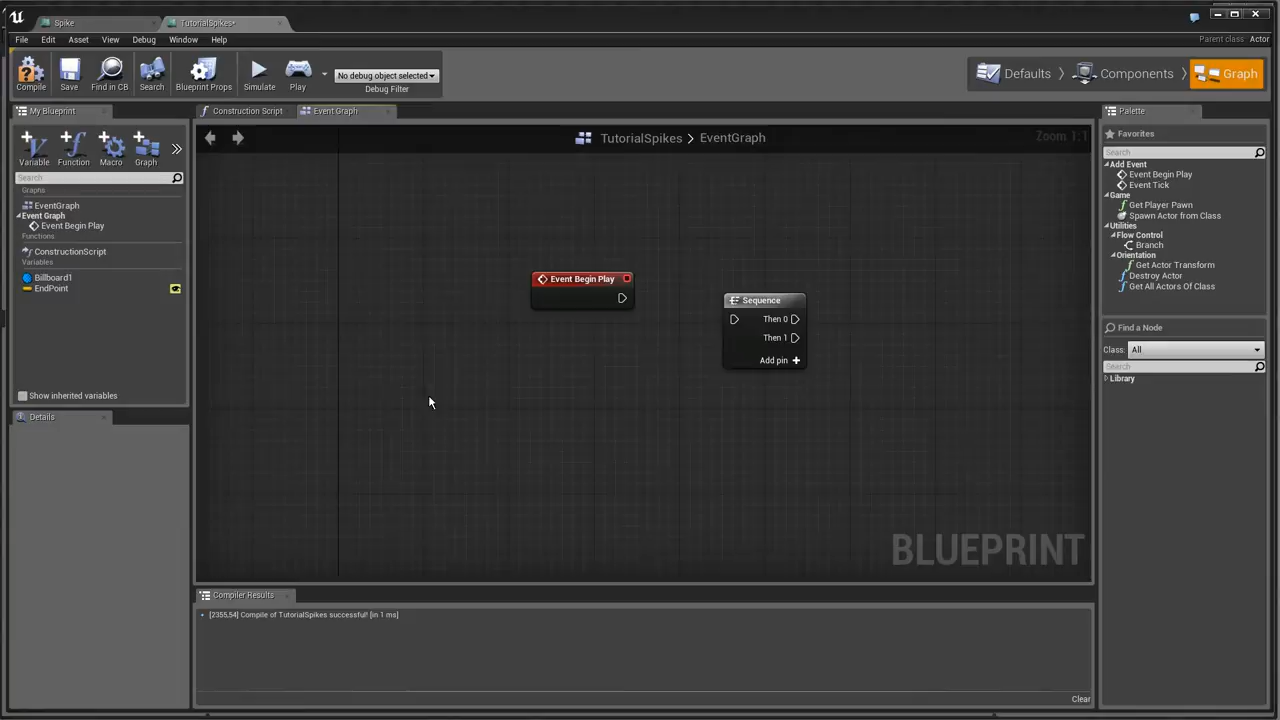 Spike
TutorialSpikes*
File Edit Asset View Debug Window Help
Parent class: Actor
Compile
Save
Find in CB
Search
Blueprint Props
Simulate
Play
No debug object selected
Debug Filter
Defaults
Components
Graph
My Blueprint
Construction Script
Event Graph
Palette
Variable
Function
Macro
Graph
Search
Graphs
EventGraph
Event Graph
Event Begin Play
Functions
ConstructionScript
Variables
Billboard1
EndPoint
Show inherited variables
Details
TutorialSpikes > EventGraph
Zoom 1:1
Event Begin Play
Sequence
Then 0
Then 1
Add pin
BLUEPRINT
Compiler Results
[2355,54] Compile of TutorialSpikes successful! [in 1 ms]
Clear
Favorites
Search
Add Event
Event Begin Play
Event Tick
Game
Get Player Pawn
Spawn Actor from Class
Utilities
Flow Control
Branch
Orientation
Get Actor Transform
Destroy Actor
Get All Actors Of Class
Find a Node
Class: All
Search
Library